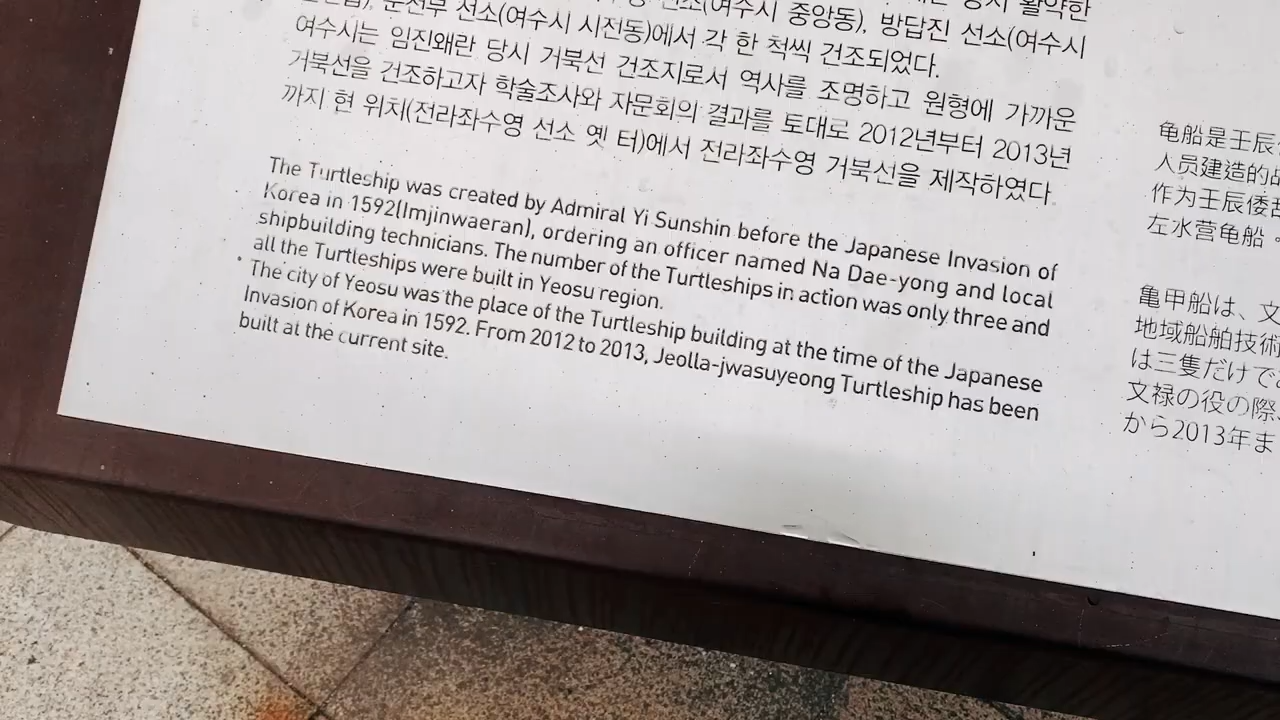 활약한
선소(여수시 중앙동), 방답진 선소(여수시
선소(여수시 시전동)에서 각 한 척씩 건조되었다.
여수시는 임진왜란 당시 거북선 건조지로서 역사를 조명하고 원형에 가까운
거북선을 건조하고자 학술조사와 자문회의 결과를 토대로 2012년부터 2013년
까지 현 위치(전라좌수영 선소 옛 터)에서 전라좌수영 거북선을 제작하였다.
The Turtleship was created by Admiral Yi Sunshin before the Japanese Invasion of
Korea in 1592(Imjinwaeran), ordering an officer named Na Dae-yong and local
shipbuilding technicians. The number of the Turtleships in action was only three and
all the Turtleships were built in Yeosu region.
The city of Yeosu was the place of the Turtleship building at the time of the Japanese
Invasion of Korea in 1592. From 2012 to 2013, Jeolla-jwasuyeong Turtleship has been
built at the current site.
龟船是壬辰
人员建造的
作为壬辰倭
左水营龟船
亀甲船は、文
地域船舶技術
は三隻だけで
文禄の役の際、
から2013年ま